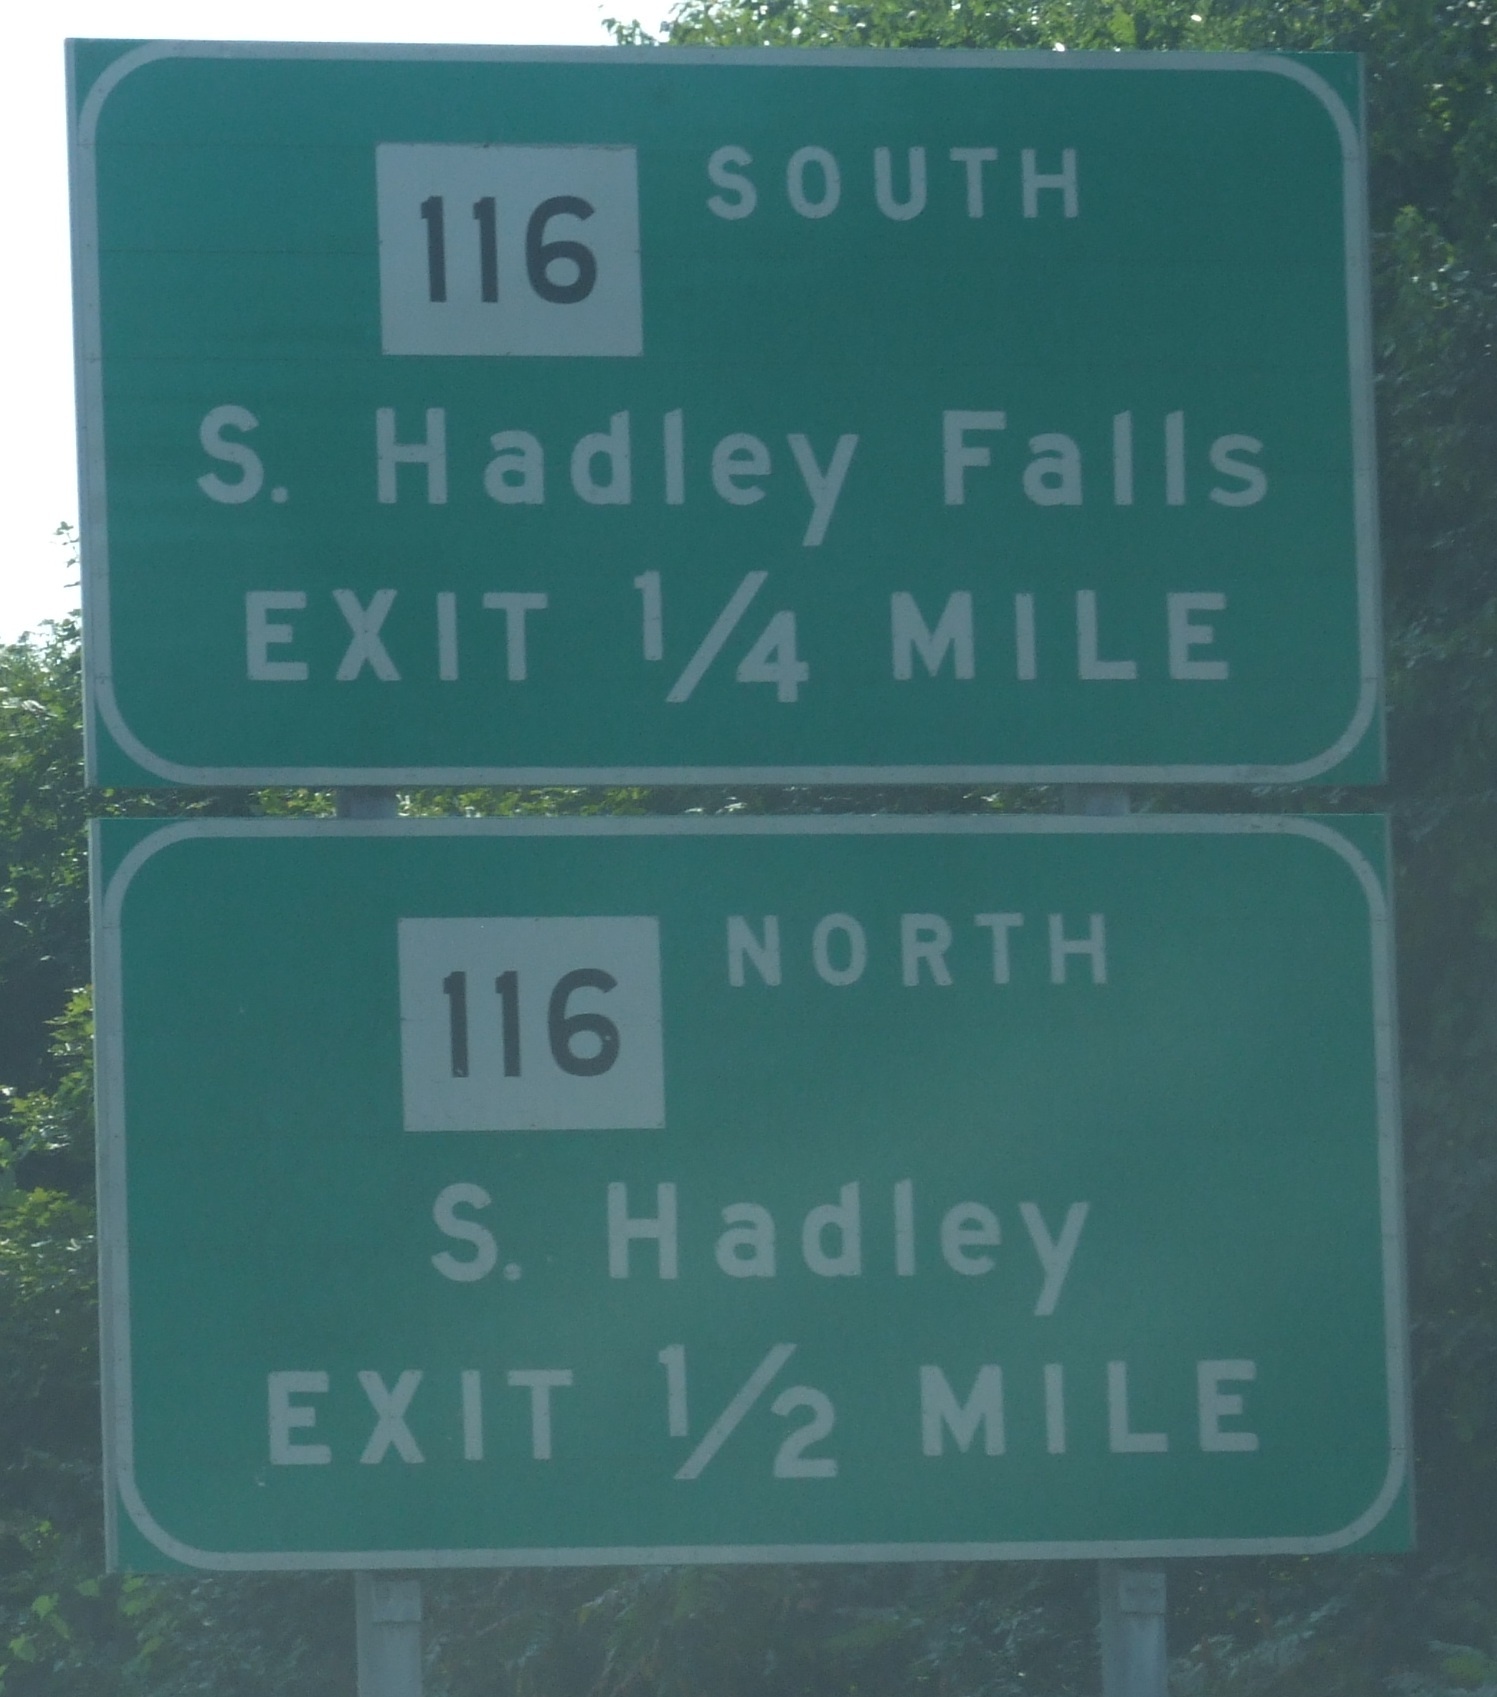 116 SOUTH
S. Hadley Falls
EXIT 1/4 MILE
116 NORTH
S. Hadley
EXIT 1/2 MILE